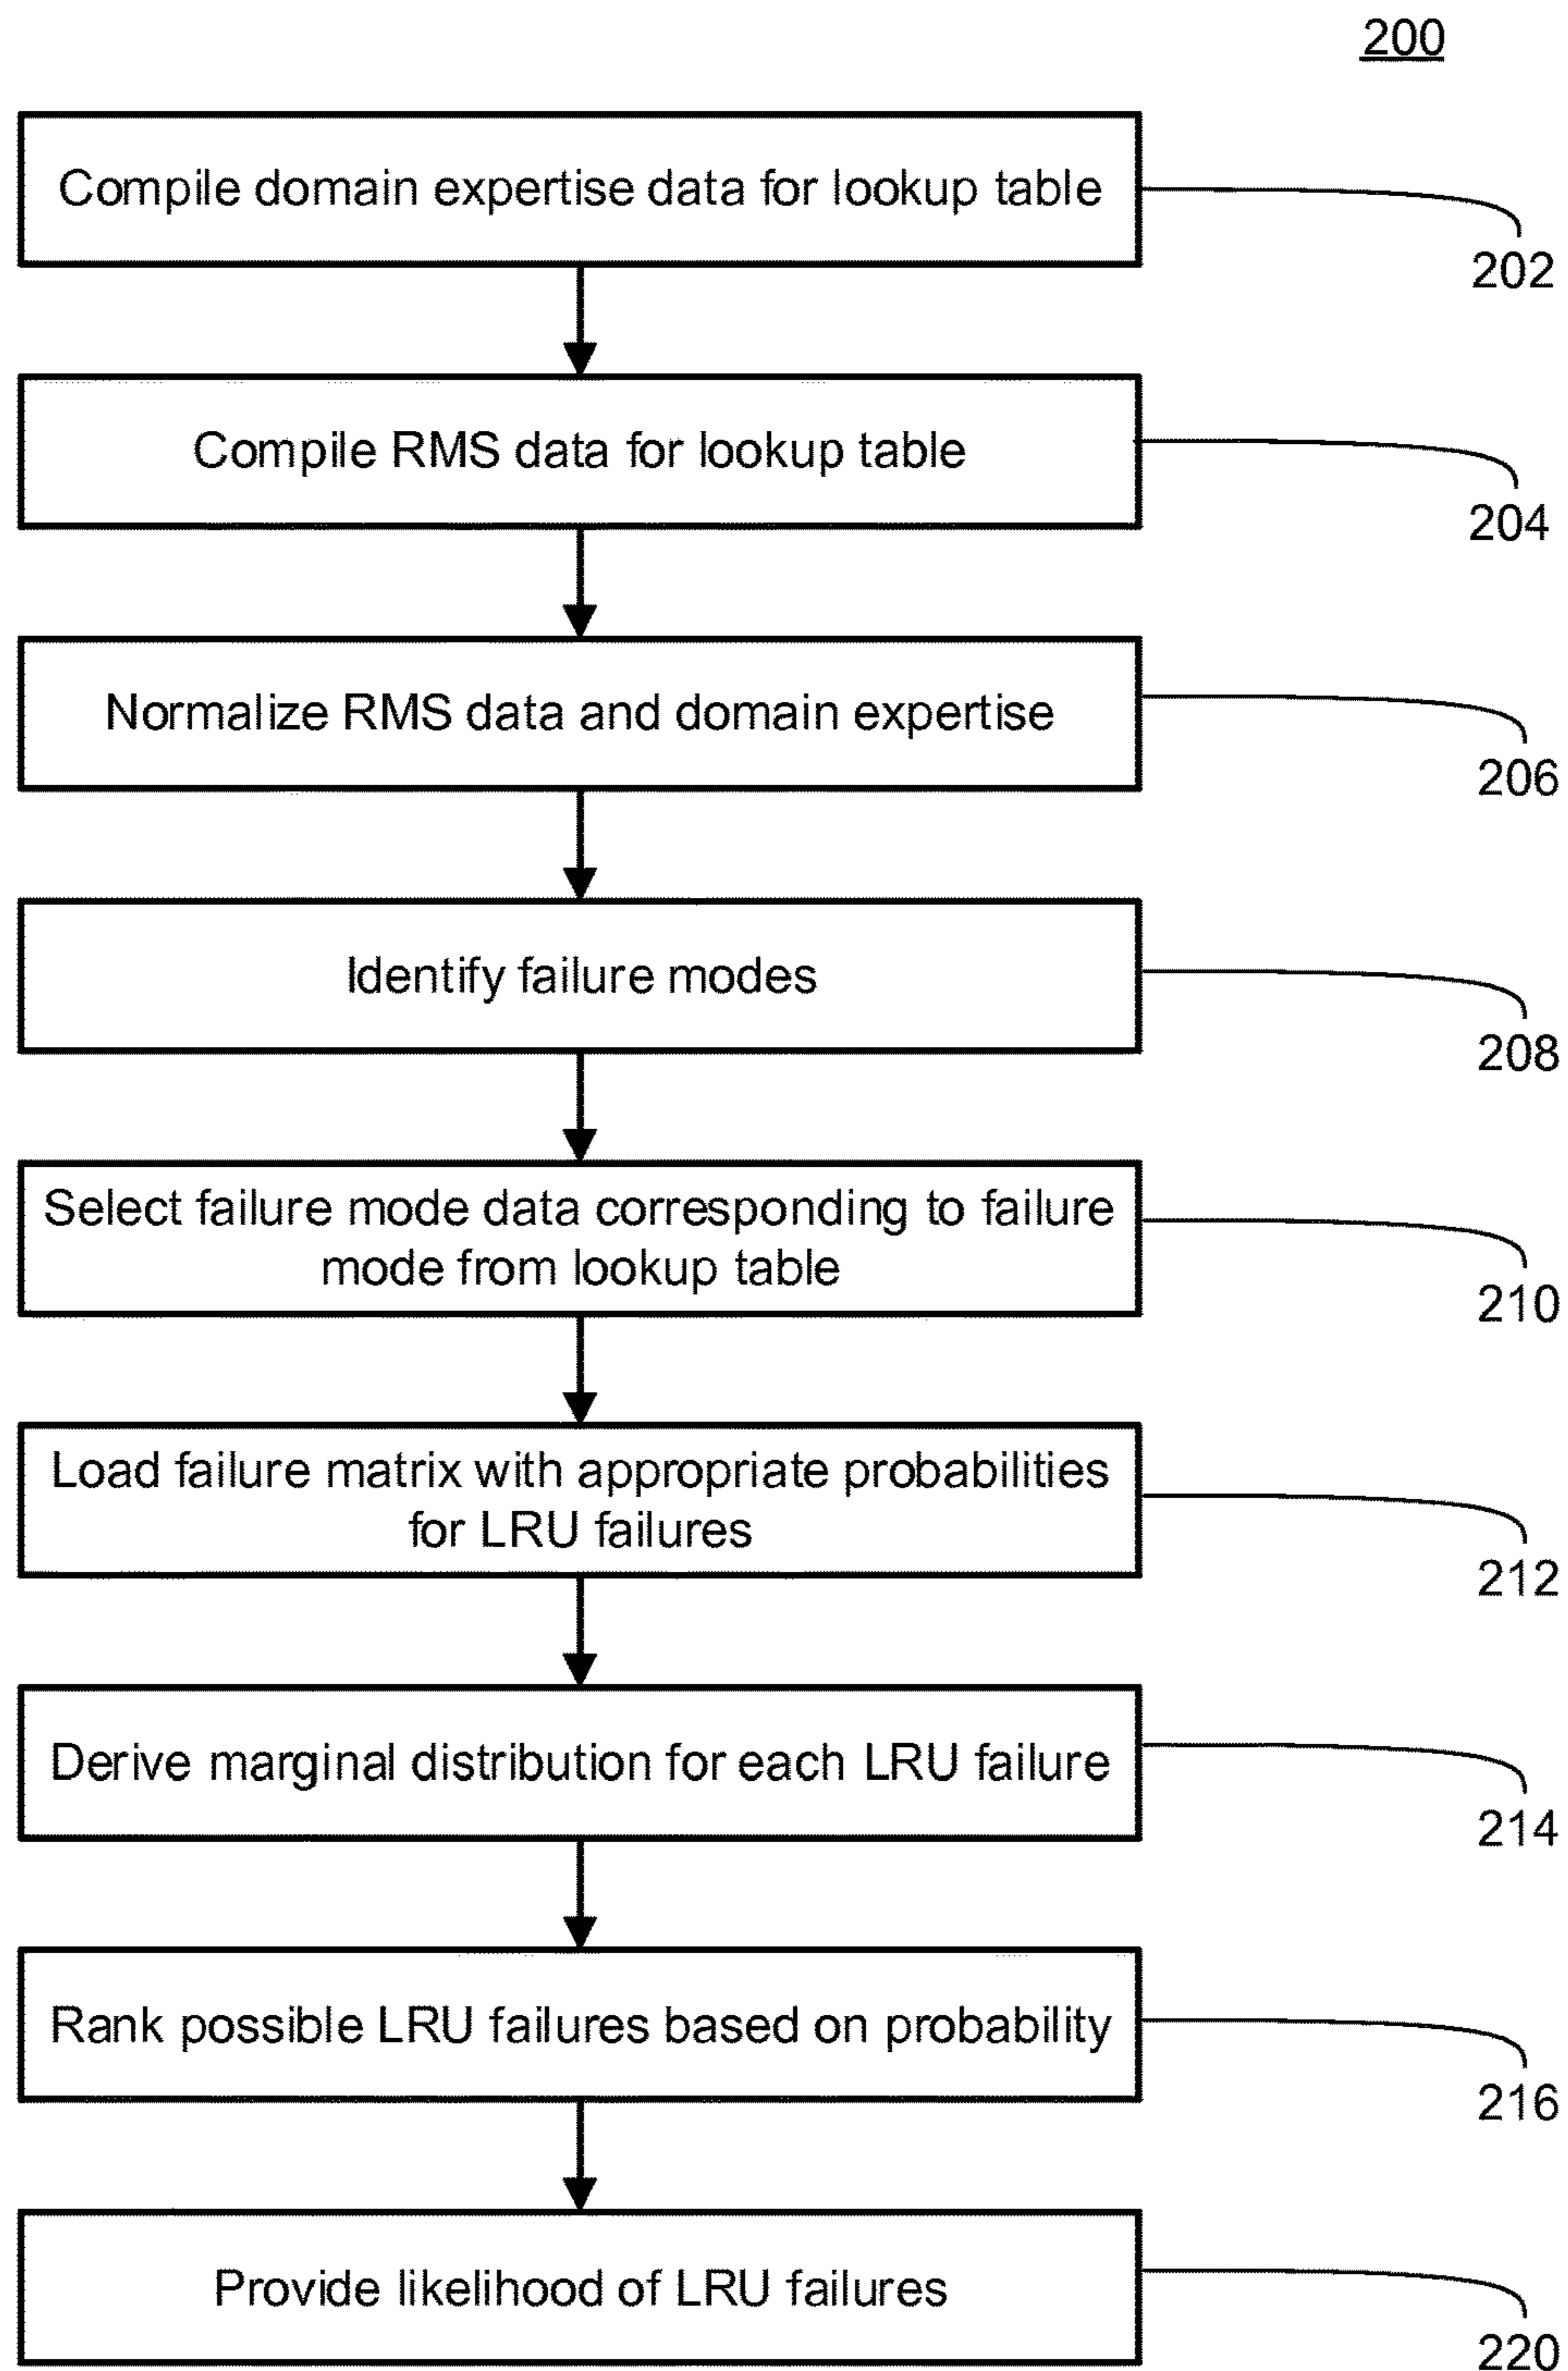 200
Compile domain expertise data for lookup table
202
Compile RMS data for lookup table
204
Normalize RMS data and domain expertise
206
Identify failure modes
208
Select failure mode data corresponding to failure
mode from lookup table
210
Load failure matrix with appropriate probabilities
for LRU failures
212
Derive marginal distribution for each LRU failure
214
Rank possible LRU failures based on probability
216
Provide likelihood of LRU failures
220